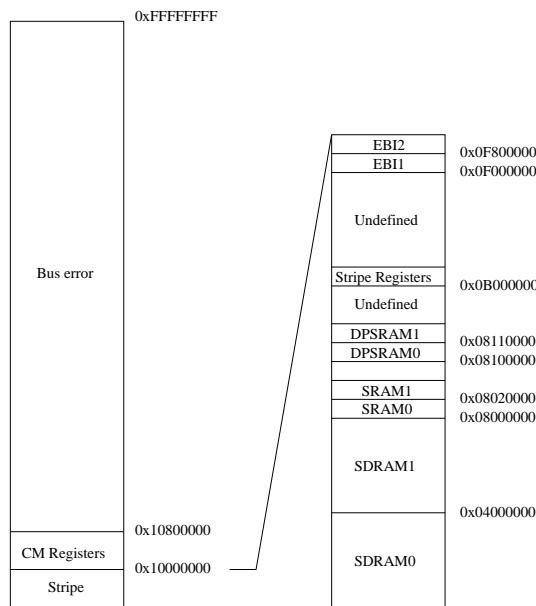 0xFFFFFFFF
Bus error
0x10800000
CM Registers
0x10000000
Stripe
EBI2
0x0F800000
EBI1
0x0F000000
Undefined
Stripe Registers
0x0B000000
Undefined
DPSRAM1
0x08110000
DPSRAM0
0x08100000
SRAM1
0x08020000
SRAM0
0x08000000
SDRAM1
0x04000000
SDRAM0